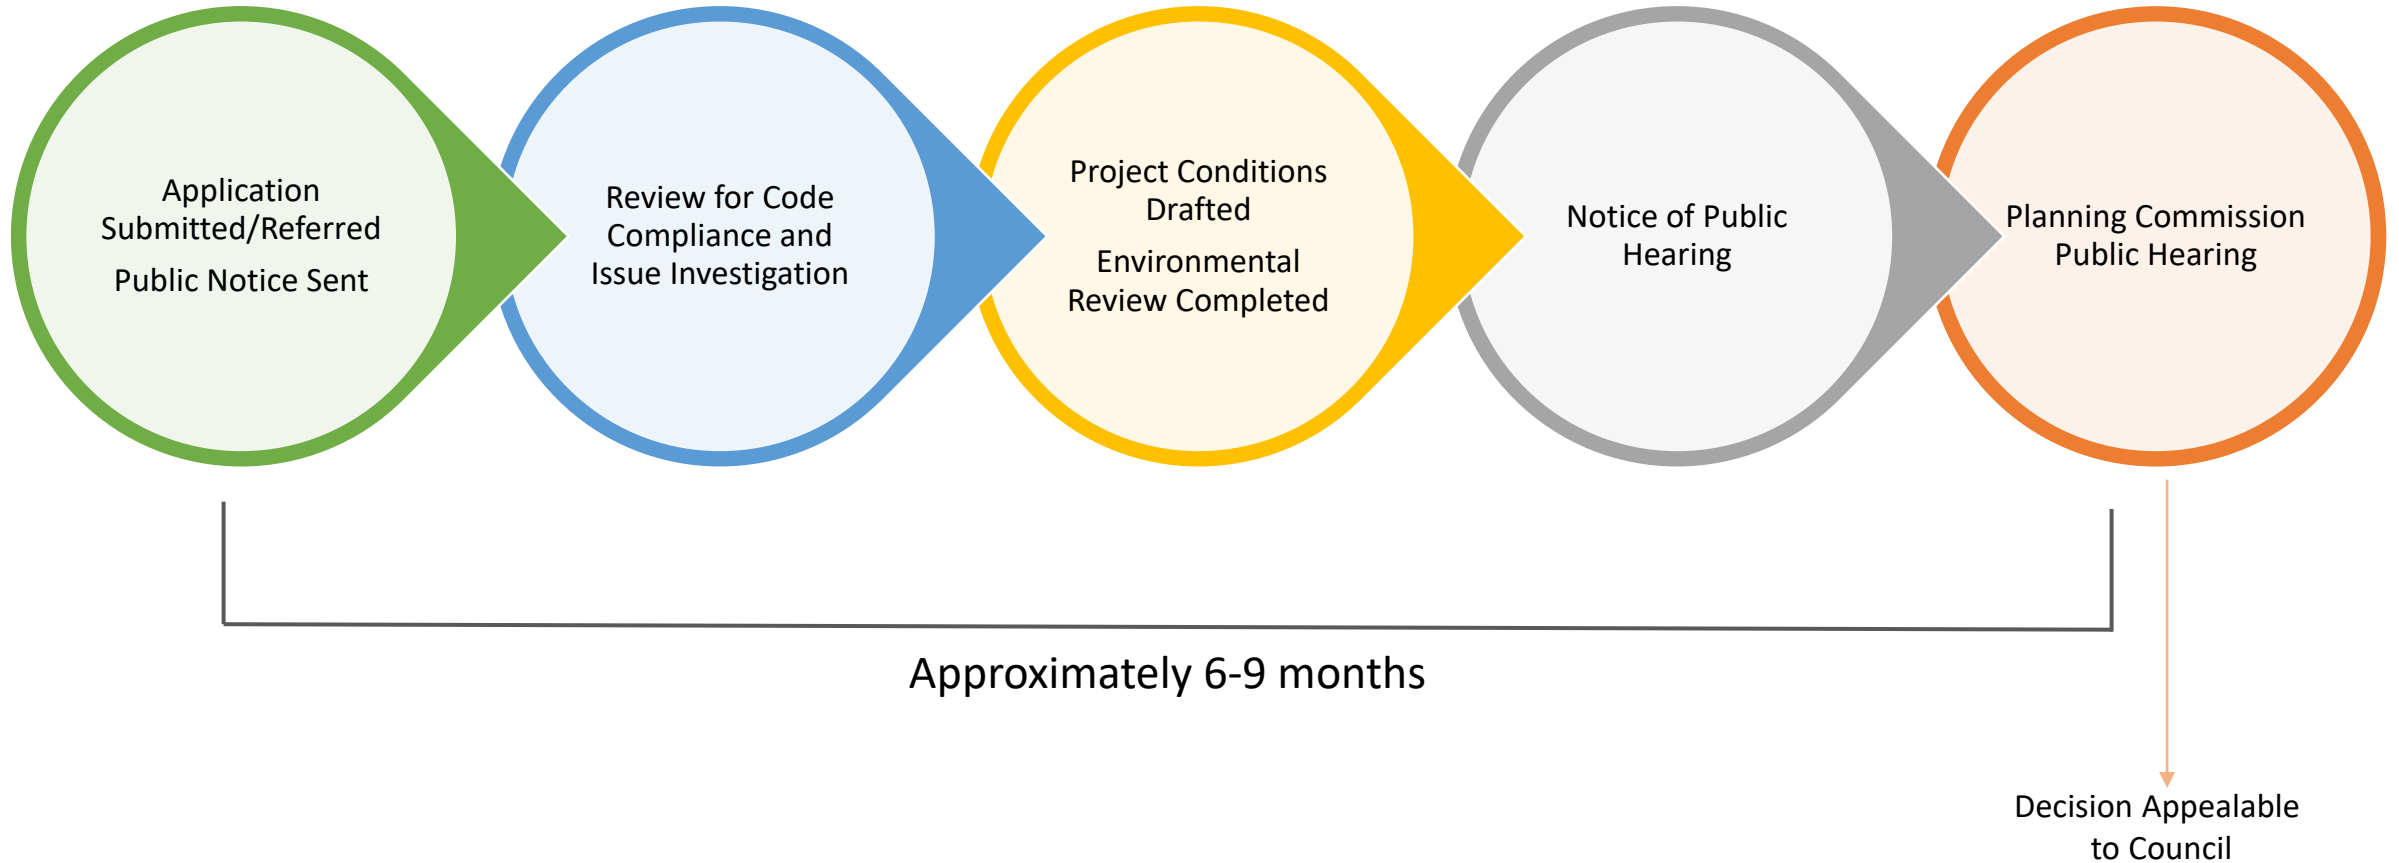 Application
Submitted/Referred
Public Notice Sent
Review for Code
Compliance and
Issue Investigation
Project Conditions
Drafted
Environmental
Review Completed
Notice of Public
Hearing
Planning Commission
Public Hearing
Approximately 6-9 months
Decision Appealable
to Council